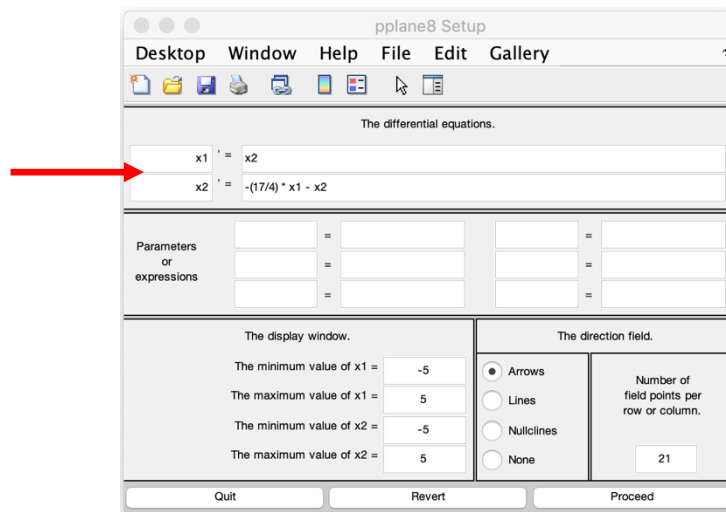 pplane8 Setup
Desktop Window Help File Edit Gallery
The differential equations.
x1 ' = x2
x2 ' = -(17/4) * x1 - x2
Parameters
or
expressions
= =
= =
= =
The display window.
The minimum value of x1 = -5
The maximum value of x1 = 5
The minimum value of x2 = -5
The maximum value of x2 = 5
The direction field.
Arrows
Lines
Nullclines
None
Number of
field points per
row or column.
21
Quit Revert Proceed